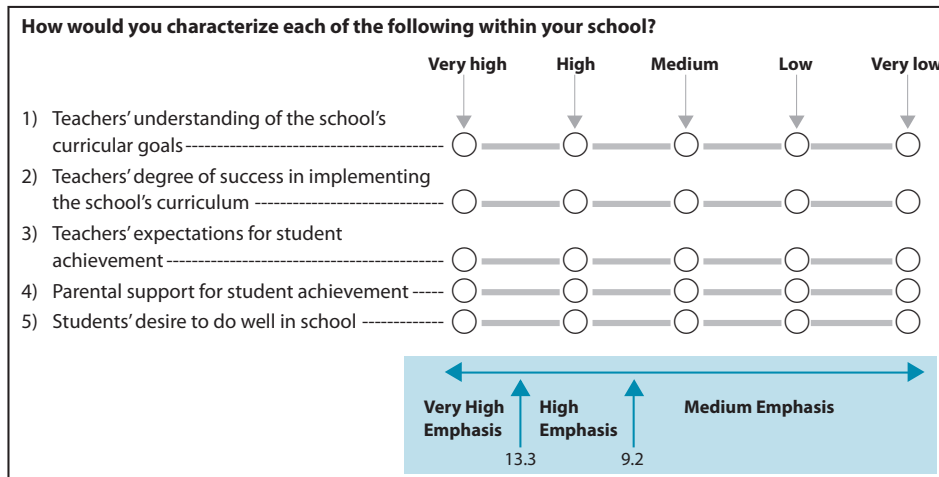 How would you characterize each of the following within your school?
Very high High Medium Low Very low
1) Teachers' understanding of the school's
curricular goals
2) Teachers' degree of success in implementing
the school's curriculum
3) Teachers' expectations for student
achievement
4) Parental support for student achievement
5) Students' desire to do well in school
Very High High Medium Emphasis
Emphasis Emphasis
13.3 9.2